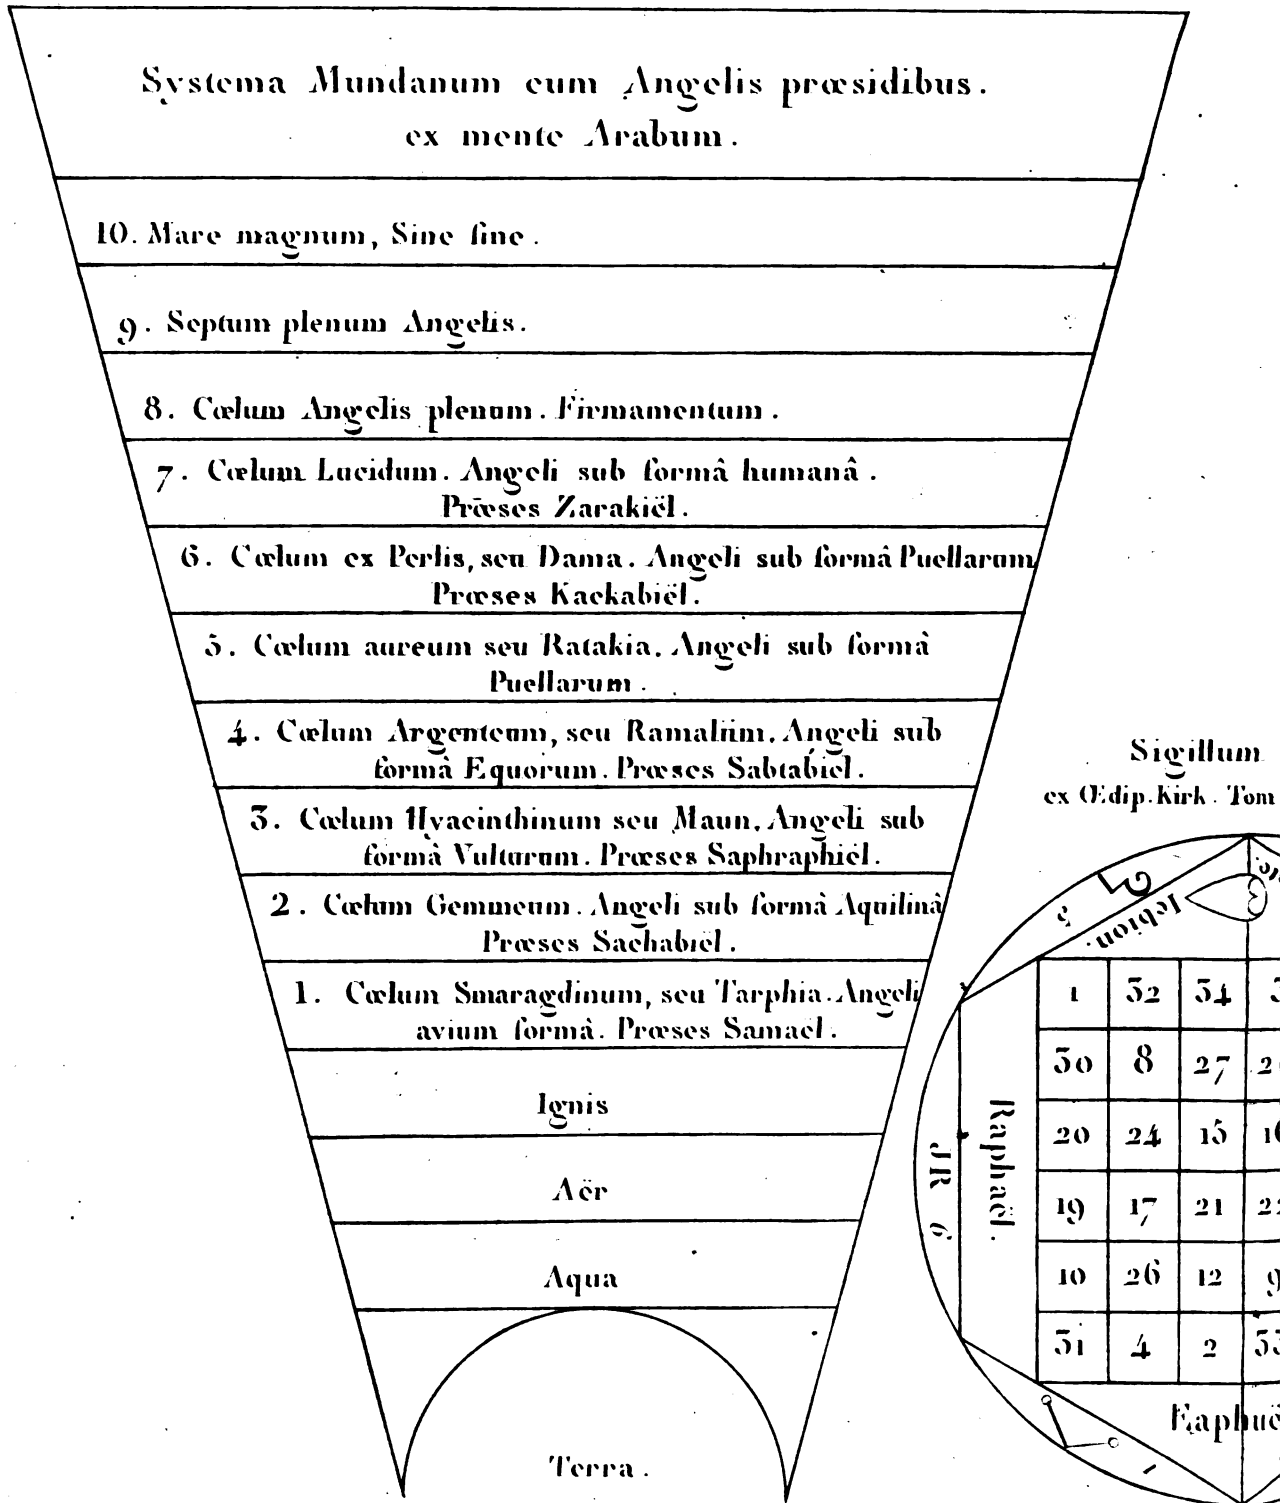 Systema Mundanum cum Angelis præsidibus.
ex mente Arabum.
10. Mare magnum, Sine fine.
9. Septum plenum Angelis.
8. Cœlum Angelis plenum. Firmamentum.
7. Cœlum Lucidum. Angeli sub formâ humanâ.
Præses Zarakiël.
6. Cœlum ex Perlis, seu Dama. Angeli sub formâ Puellarum
Præses Kackabiël.
5. Cœlum aureum seu Ratakia. Angeli sub formâ
Puellarum.
4. Cœlum Argenteum, seu Ramaliim. Angeli sub
formâ Equorum. Præses Sabtabiel.
3. Cœlum Hyacinthinum seu Maun. Angeli sub
formâ Vulturum. Præses Saphraphiël.
2. Cœlum Gemmeum. Angeli sub formâ Aquilinâ
Præses Sachabiël.
1. Cœlum Smaragdinum, seu Tarphia. Angeli
avium formâ. Præses Samaël.
Ignis
Aër
Aqua
Terra.
Sigillum
ex Œdip. Kirk. Tom
5
Iebion.
1 32 34
30 8 27
20 24 15
19 17 21
10 26 12 9
31 4 2
Raphaël.
JR 6
1